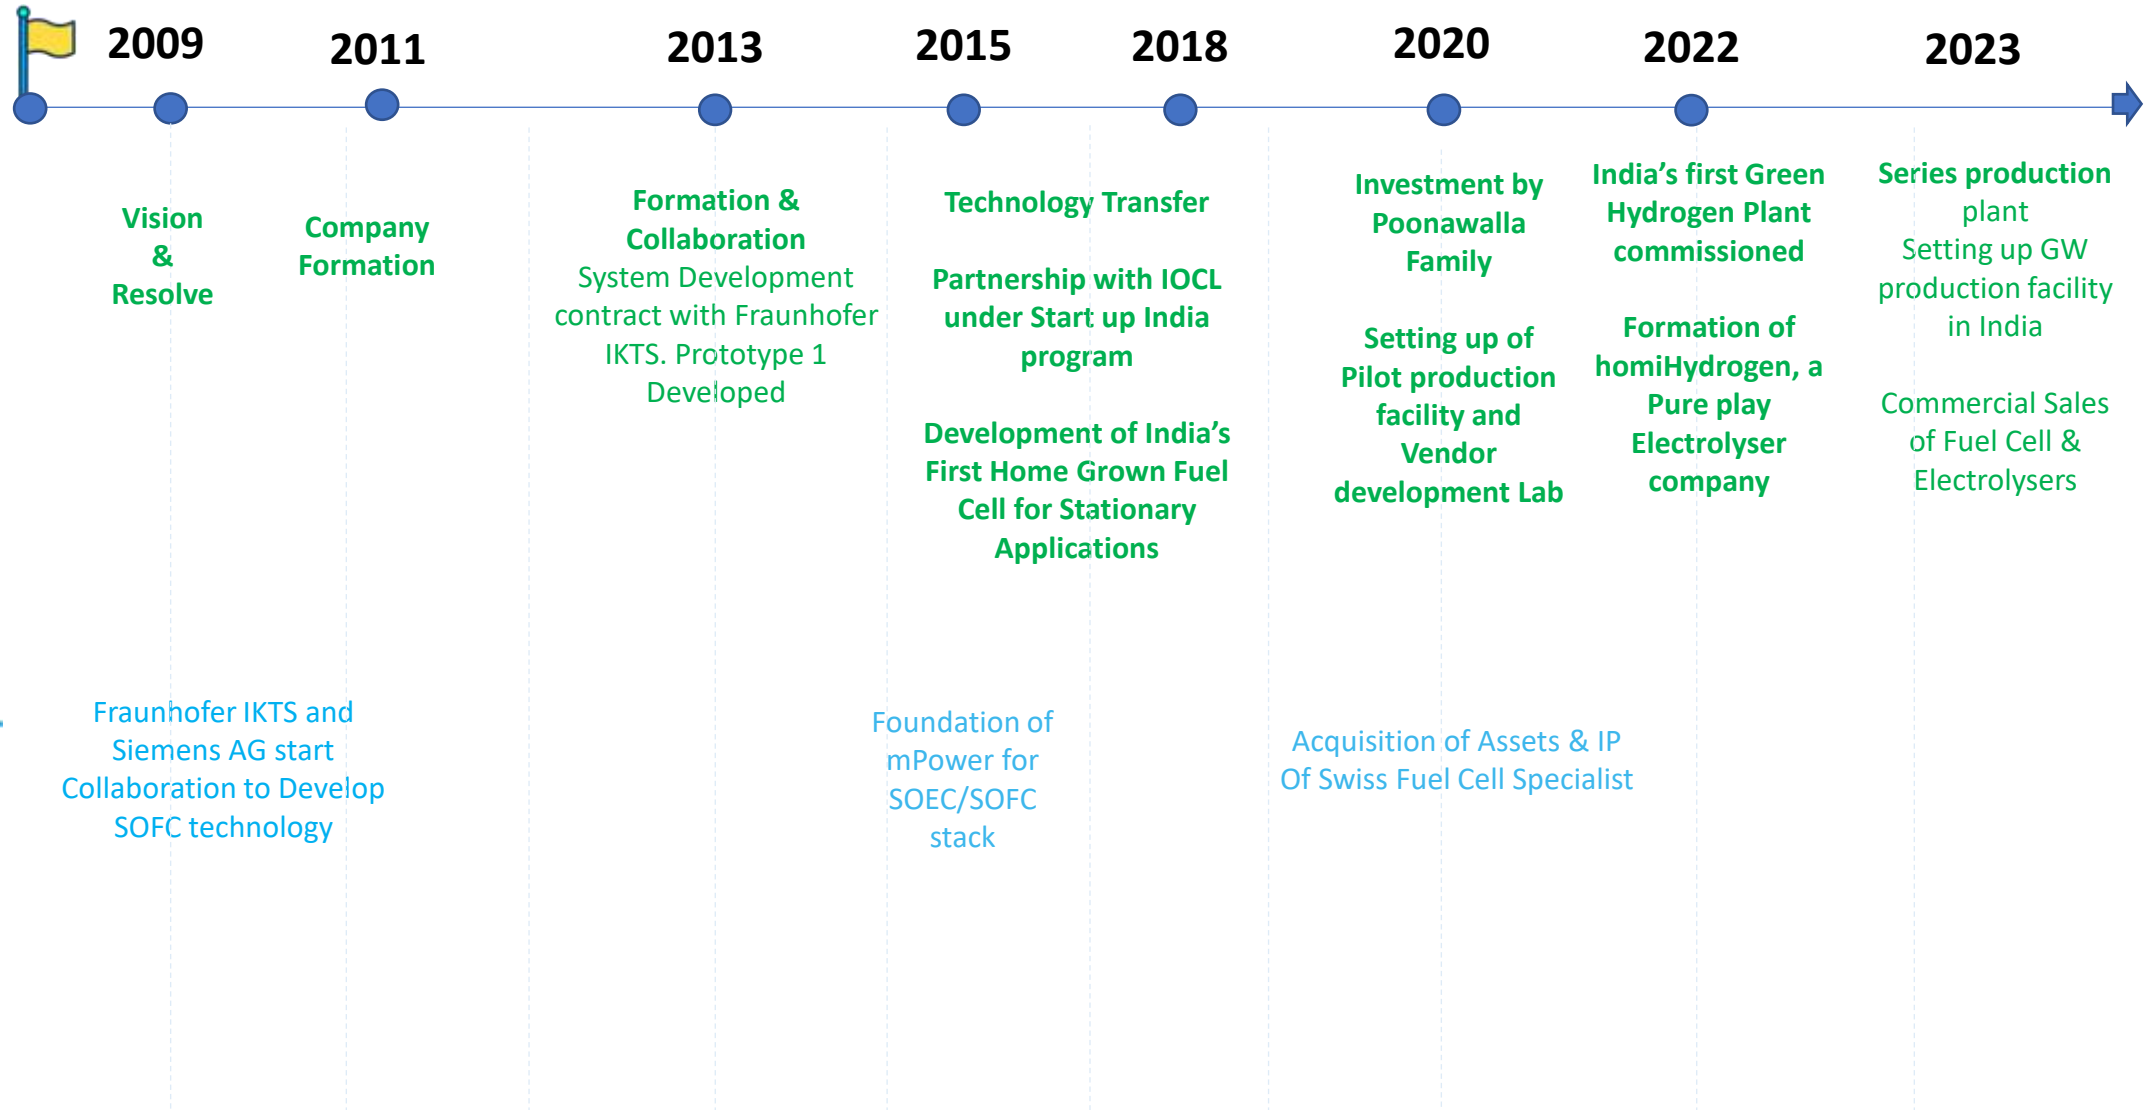 2009
2011
2013
2015
2018
2020
2022
2023
Vision
&
Resolve
Company
Formation
Formation &
Collaboration
System Development
contract with Fraunhofer
IKTS. Prototype 1
Developed
Technology Transfer
Partnership with IOCL
under Start up India
program
Development of India’s
First Home Grown Fuel
Cell for Stationary
Applications
Investment by
Poonawalla
Family
Setting up of
Pilot production
facility and
Vendor
development Lab
India’s first Green
Hydrogen Plant
commissioned
Formation of
homiHydrogen, a
Pure play
Electrolyser
company
Series production
plant
Setting up GW
production facility
in India
Commercial Sales
of Fuel Cell &
Electrolysers
Fraunhofer IKTS and
Siemens AG start
Collaboration to Develop
SOFC technology
Foundation of
mPower for
SOEC/SOFC
stack
Acquisition of Assets & IP
Of Swiss Fuel Cell Specialist